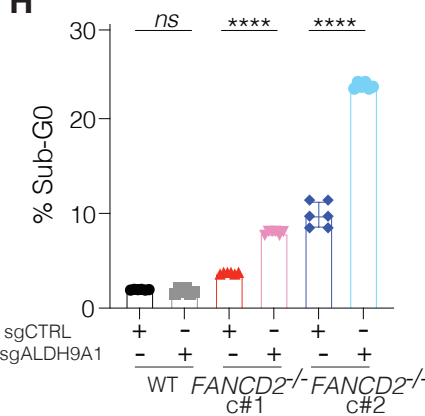 H
ns **** ****
30
20
10
0
% Sub-G0
sgCTRL + - + - + -
sgALDH9A1 - + - + - +
WT FANCD2-/- FANCD2-/-
c#1 c#2